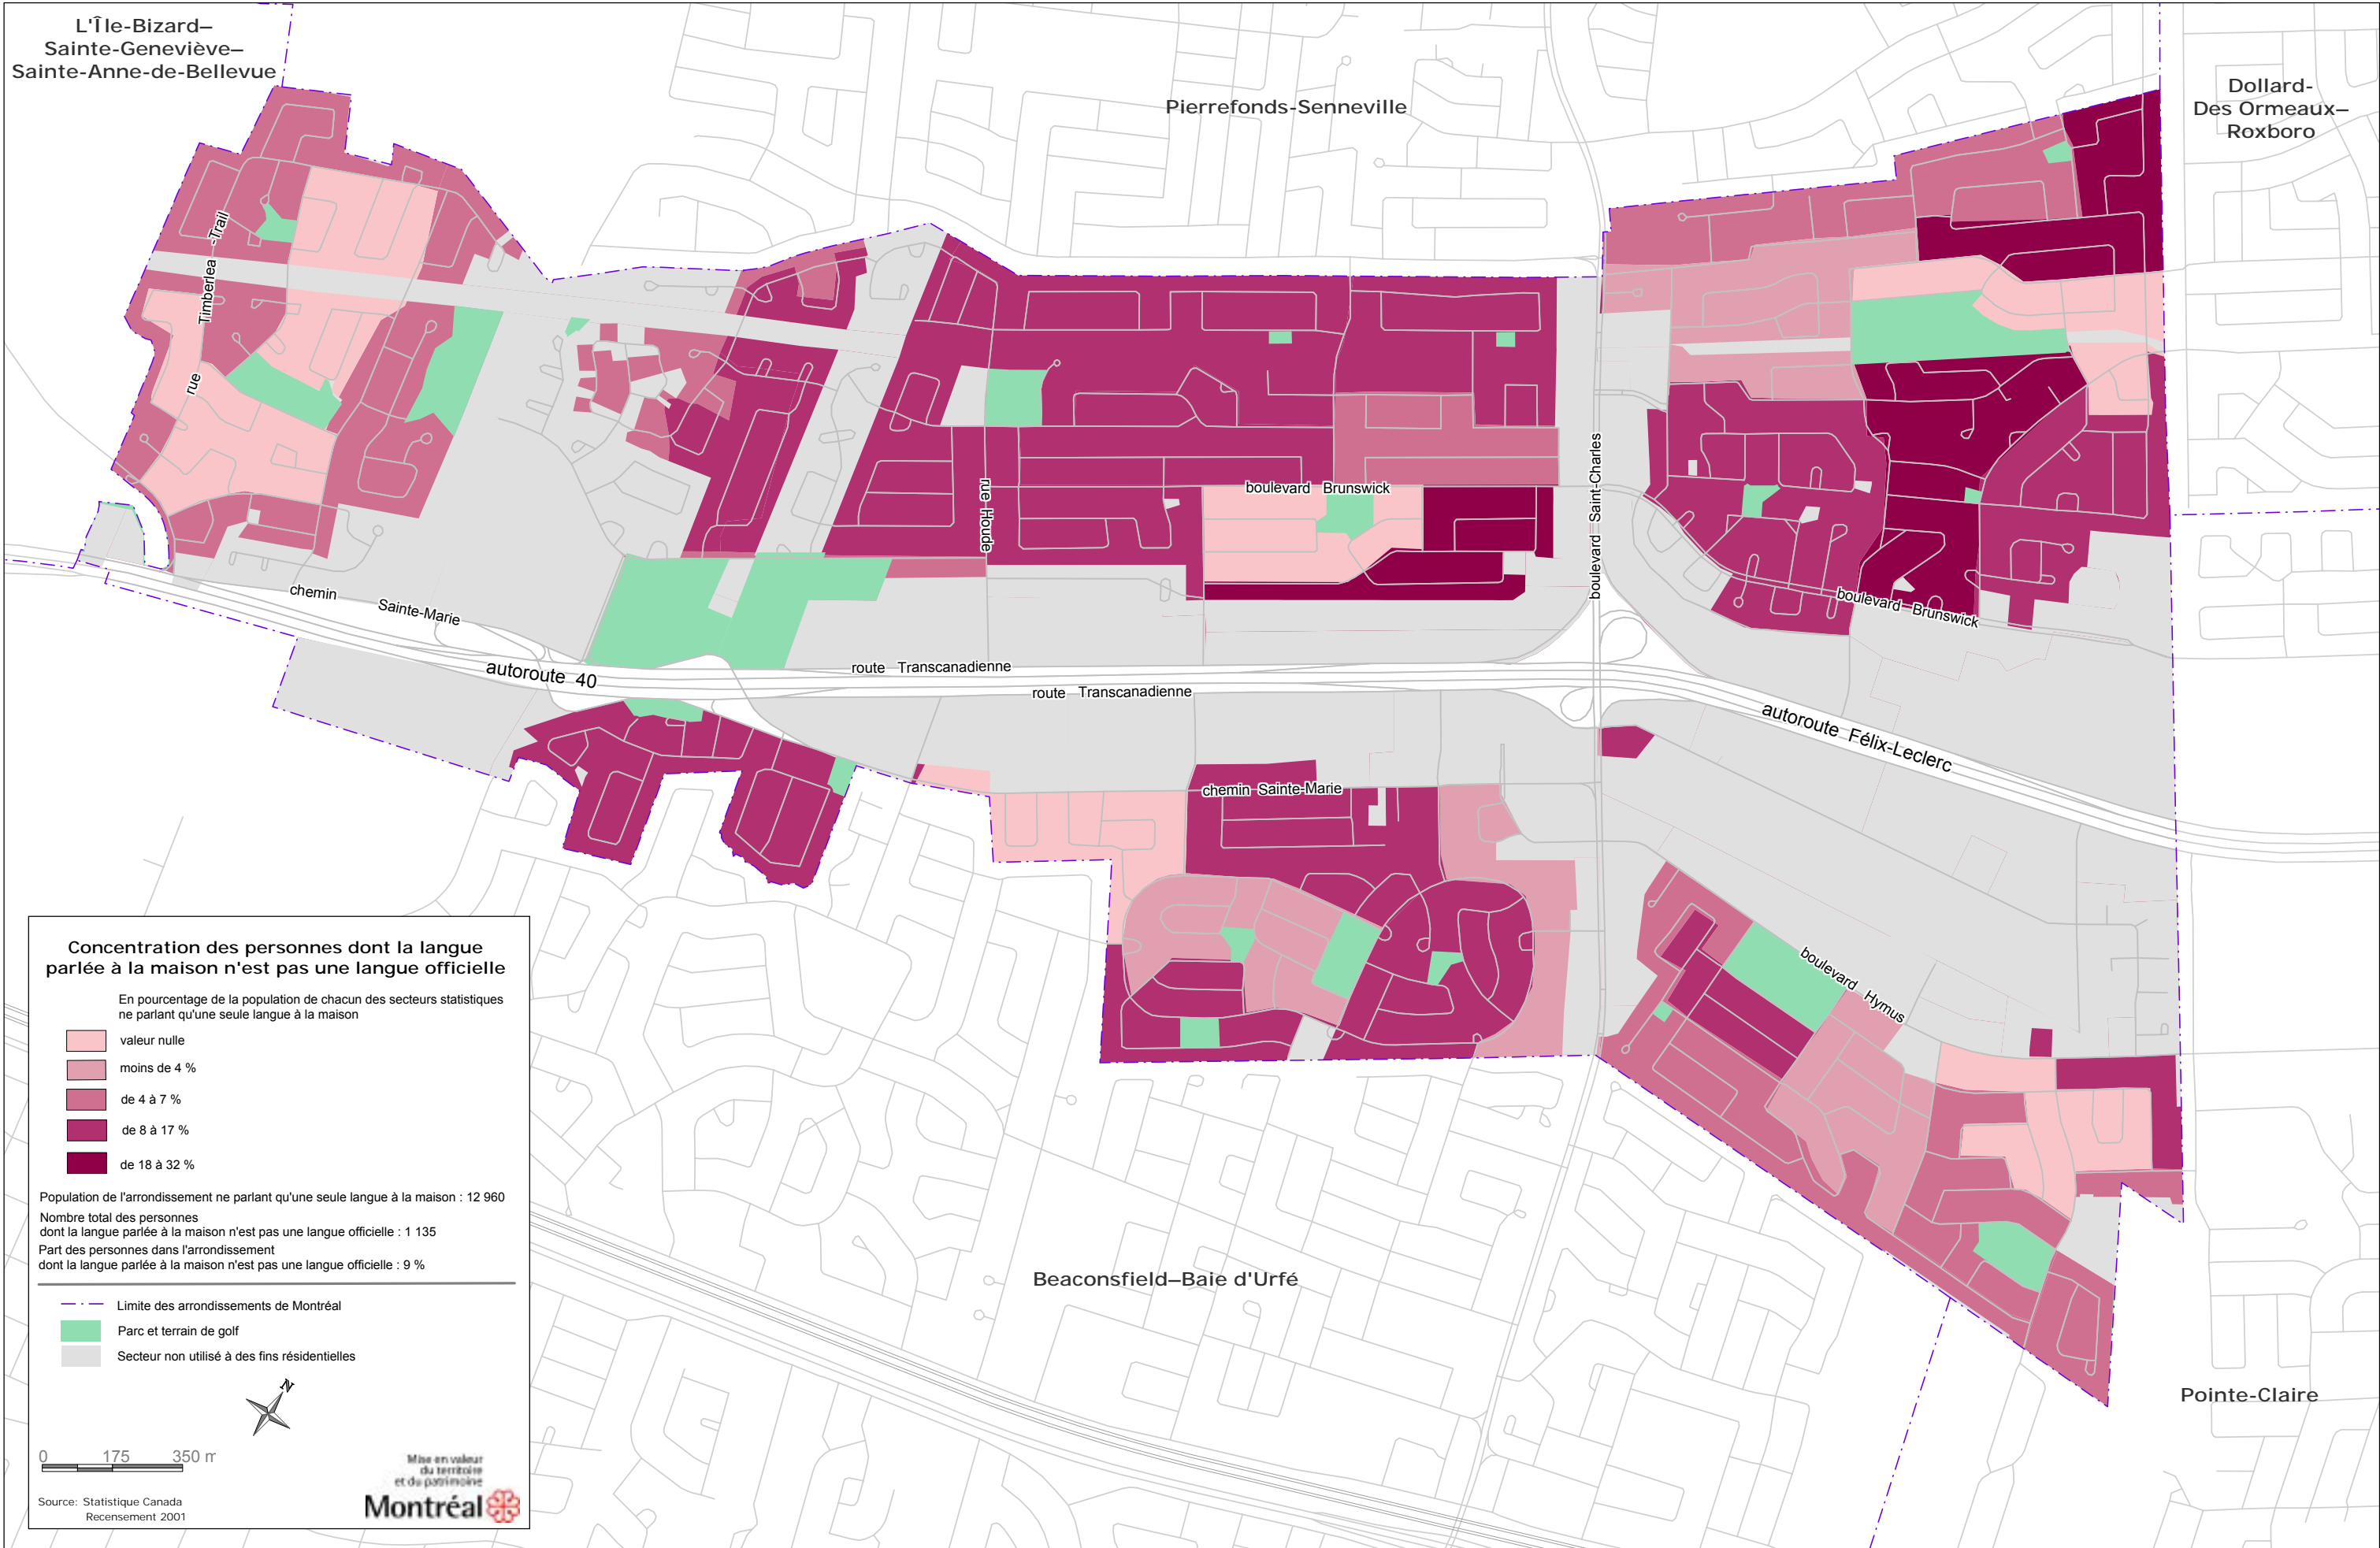 L'Île-Bizard–
Sainte-Geneviève–
Sainte-Anne-de-Bellevue
Pierrefonds-Senneville
Dollard-
Des Ormeaux–
Roxboro
rue Timberlea -Trail
rue Houde
boulevard Brunswick
boulevard Saint-Charles
boulevard Brunswick
chemin Sainte-Marie
autoroute 40
route Transcanadienne
route Transcanadienne
autoroute Félix-Leclerc
chemin Sainte-Marie
boulevard Hymus
Beaconsfield–Baie d'Urfé
Pointe-Claire
Concentration des personnes dont la langue
parlée à la maison n'est pas une langue officielle
En pourcentage de la population de chacun des secteurs statistiques
ne parlant qu'une seule langue à la maison
valeur nulle
moins de 4 %
de 4 à 7 %
de 8 à 17 %
de 18 à 32 %
Population de l'arrondissement ne parlant qu'une seule langue à la maison : 12 960
Nombre total des personnes
dont la langue parlée à la maison n'est pas une langue officielle : 1 135
Part des personnes dans l'arrondissement
dont la langue parlée à la maison n'est pas une langue officielle : 9 %
Limite des arrondissements de Montréal
Parc et terrain de golf
Secteur non utilisé à des fins résidentielles
N
0 175 350 m
Mise en valeur
du territoire
et du patrimoine
Montréal
Source: Statistique Canada
Recensement 2001